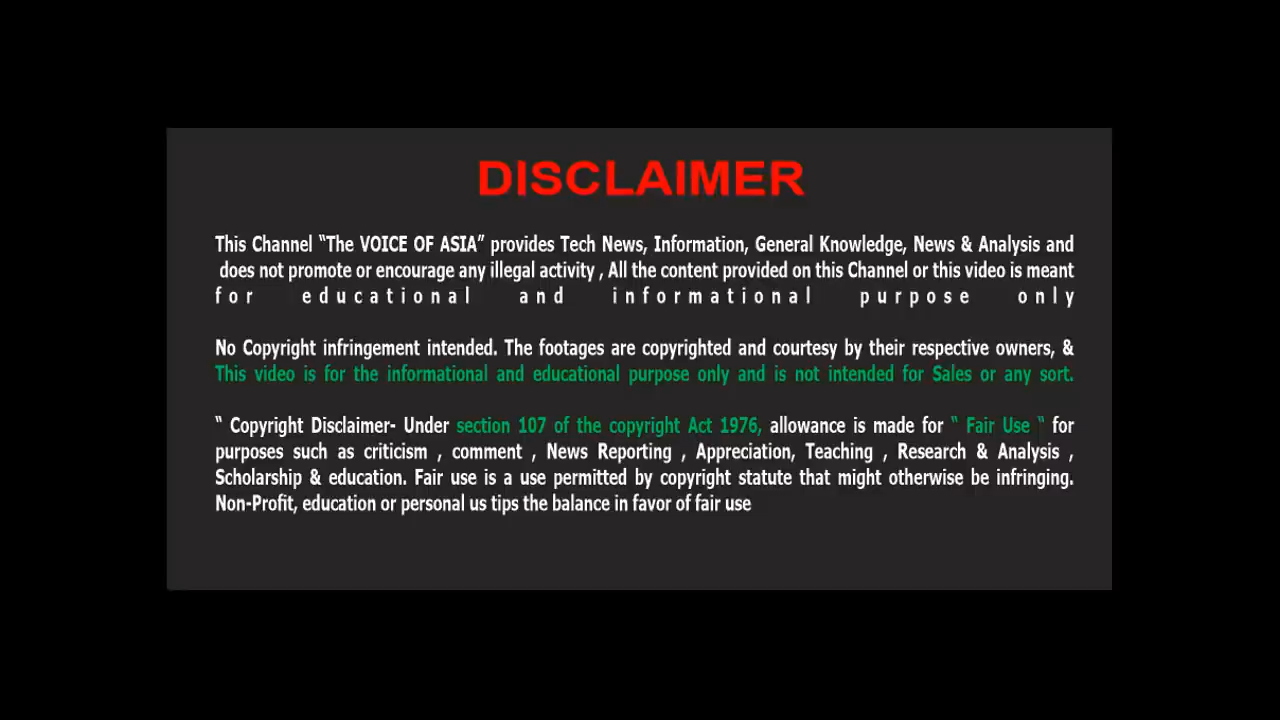 DISCLAIMER
This Channel “The VOICE OF ASIA” provides Tech News, Information, General Knowledge, News & Analysis and
does not promote or encourage any illegal activity , All the content provided on this Channel or this video is meant
for educational and informational purpose only
No Copyright infringement intended. The footages are copyrighted and courtesy by their respective owners, &
This video is for the informational and educational purpose only and is not intended for Sales or any sort.
“ Copyright Disclaimer- Under section 107 of the copyright Act 1976, allowance is made for “ Fair Use “ for
purposes such as criticism , comment , News Reporting , Appreciation, Teaching , Research & Analysis ,
Scholarship & education. Fair use is a use permitted by copyright statute that might otherwise be infringing.
Non-Profit, education or personal us tips the balance in favor of fair use